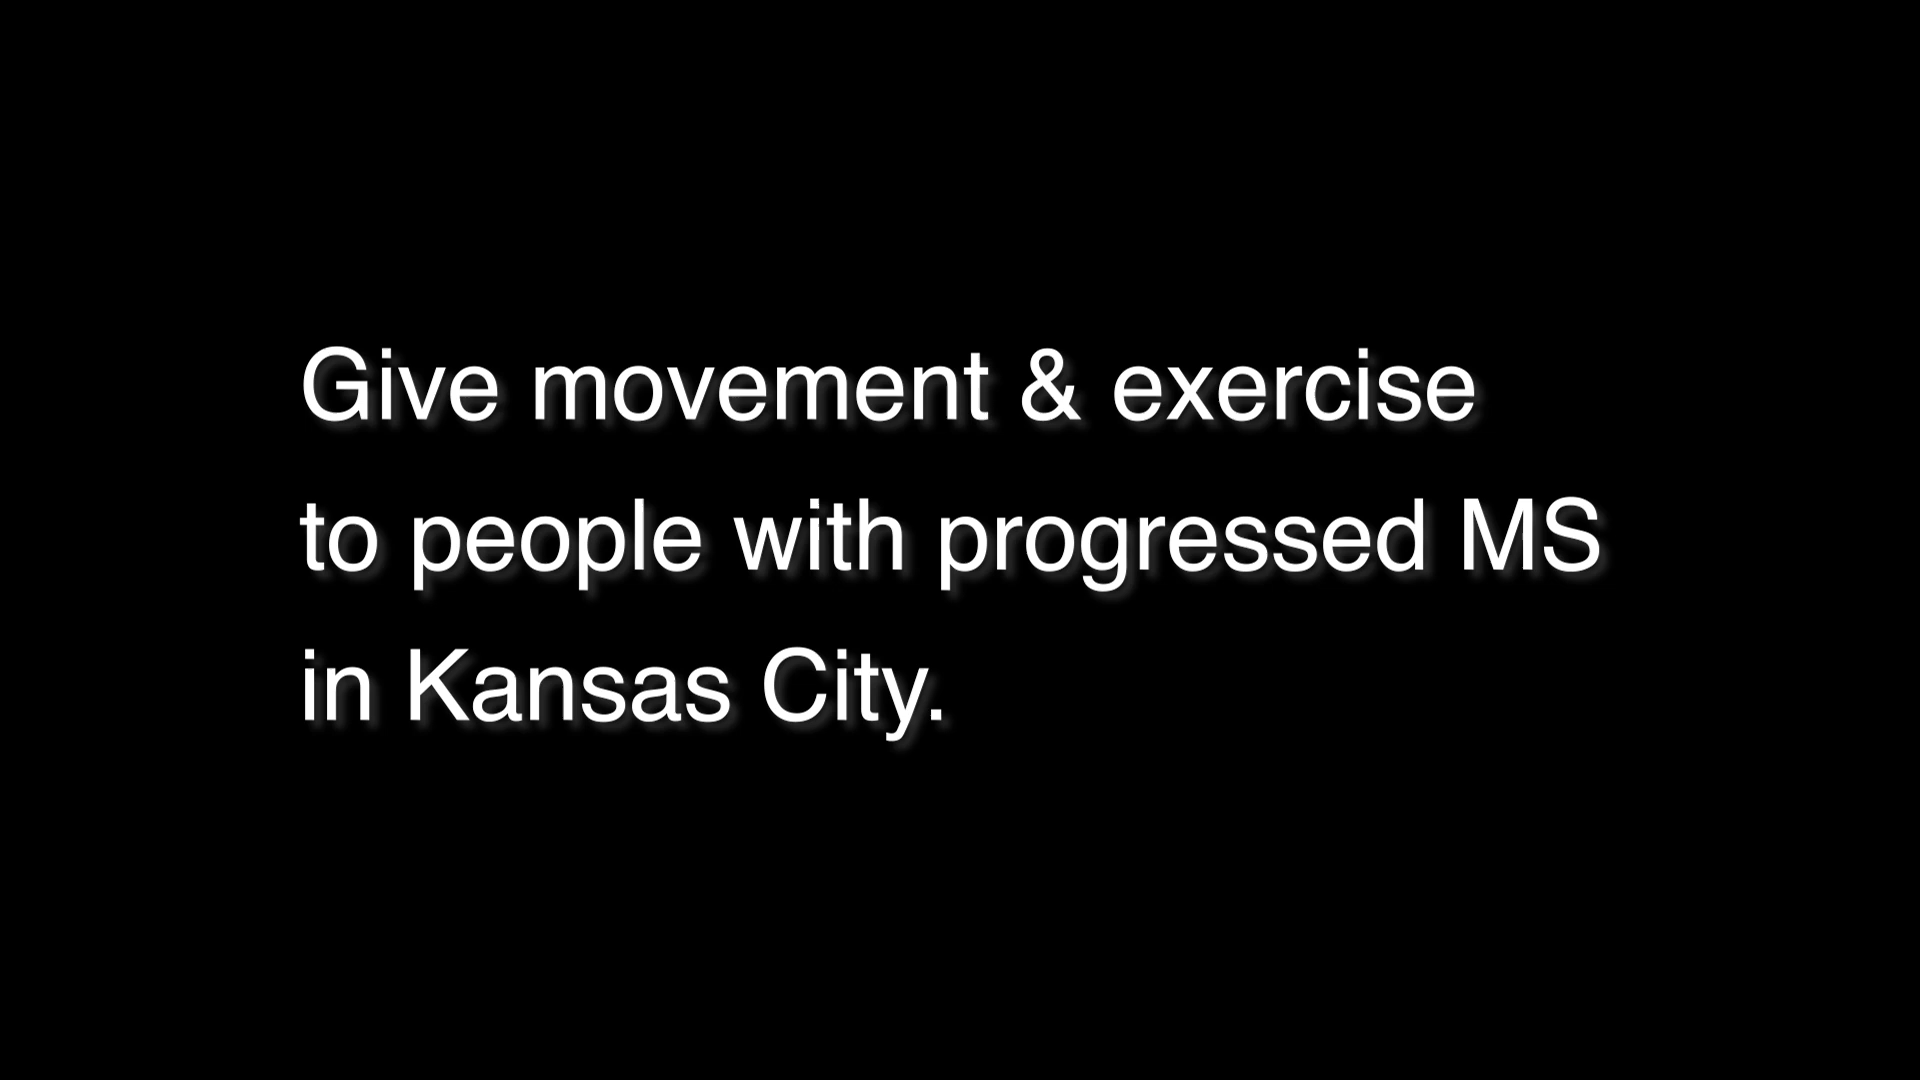 Give movement & exercise
to people with progressed MS
in Kansas City.